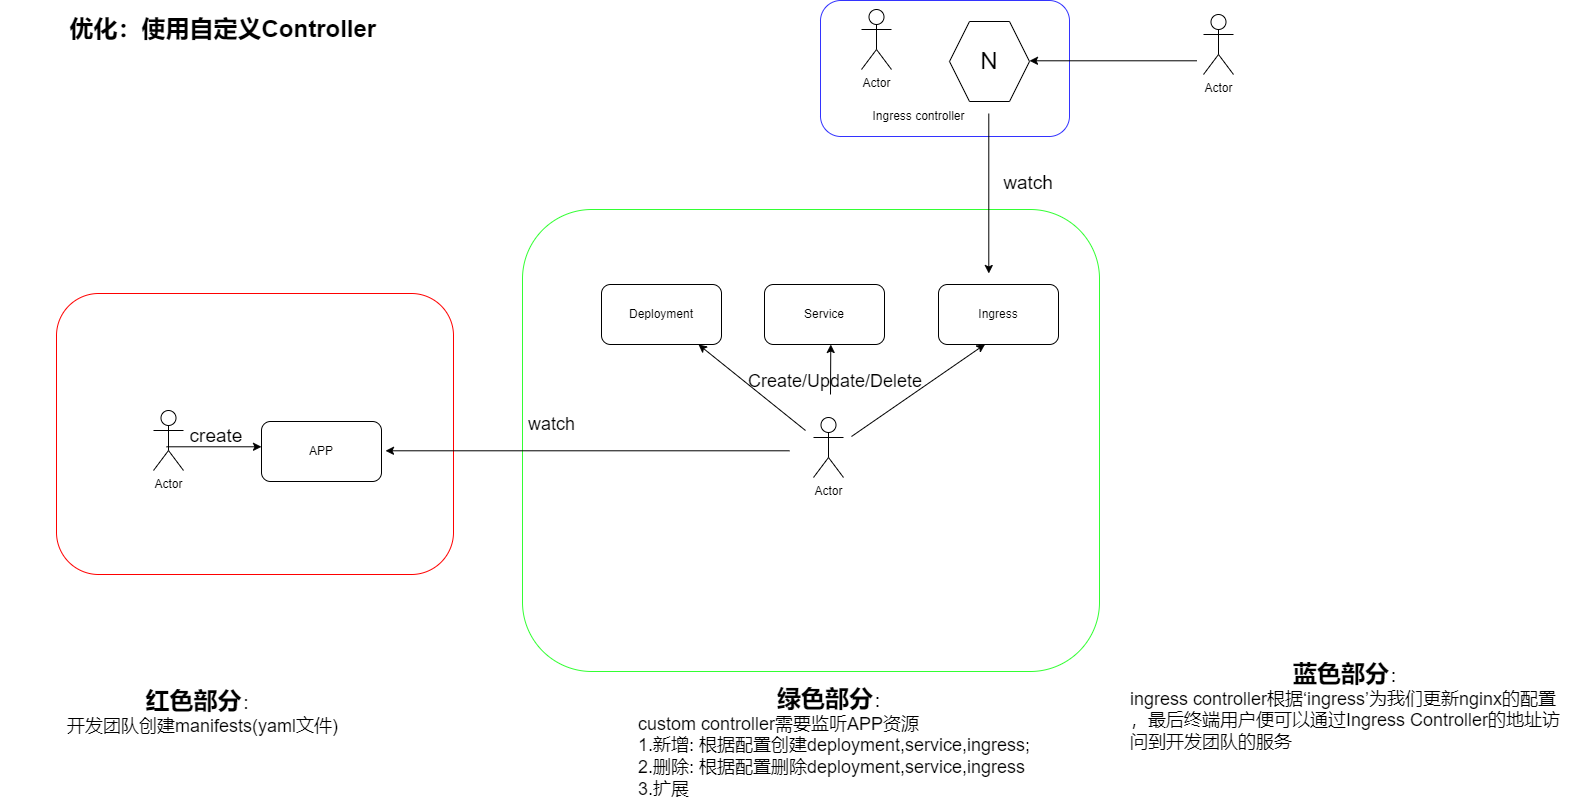 优化：使用自定义Controller
Actor
N
Ingress controller
Actor
watch
Deployment
Service
Ingress
Create/Update/Delete
watch
create
APP
Actor
Actor
红色部分：
开发团队创建manifests(yaml文件)
绿色部分：
custom controller需要监听APP资源
1.新增: 根据配置创建deployment,service,ingress;
2.删除: 根据配置删除deployment,service,ingress
3.扩展
蓝色部分：
ingress controller根据‘ingress’为我们更新nginx的配置
，最后终端用户便可以通过Ingress Controller的地址访
问到开发团队的服务